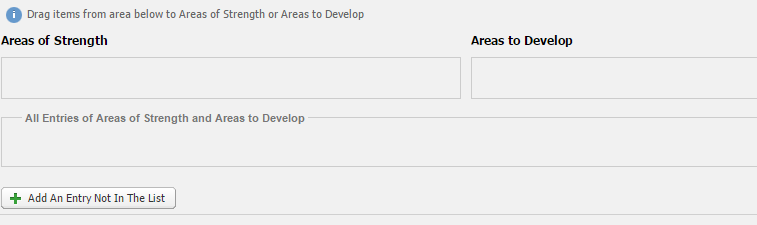 Drag items from area below to Areas of Strength or Areas to Develop
Areas of Strength
Areas to Develop
All Entries of Areas of Strength and Areas to Develop
Add An Entry Not In The List